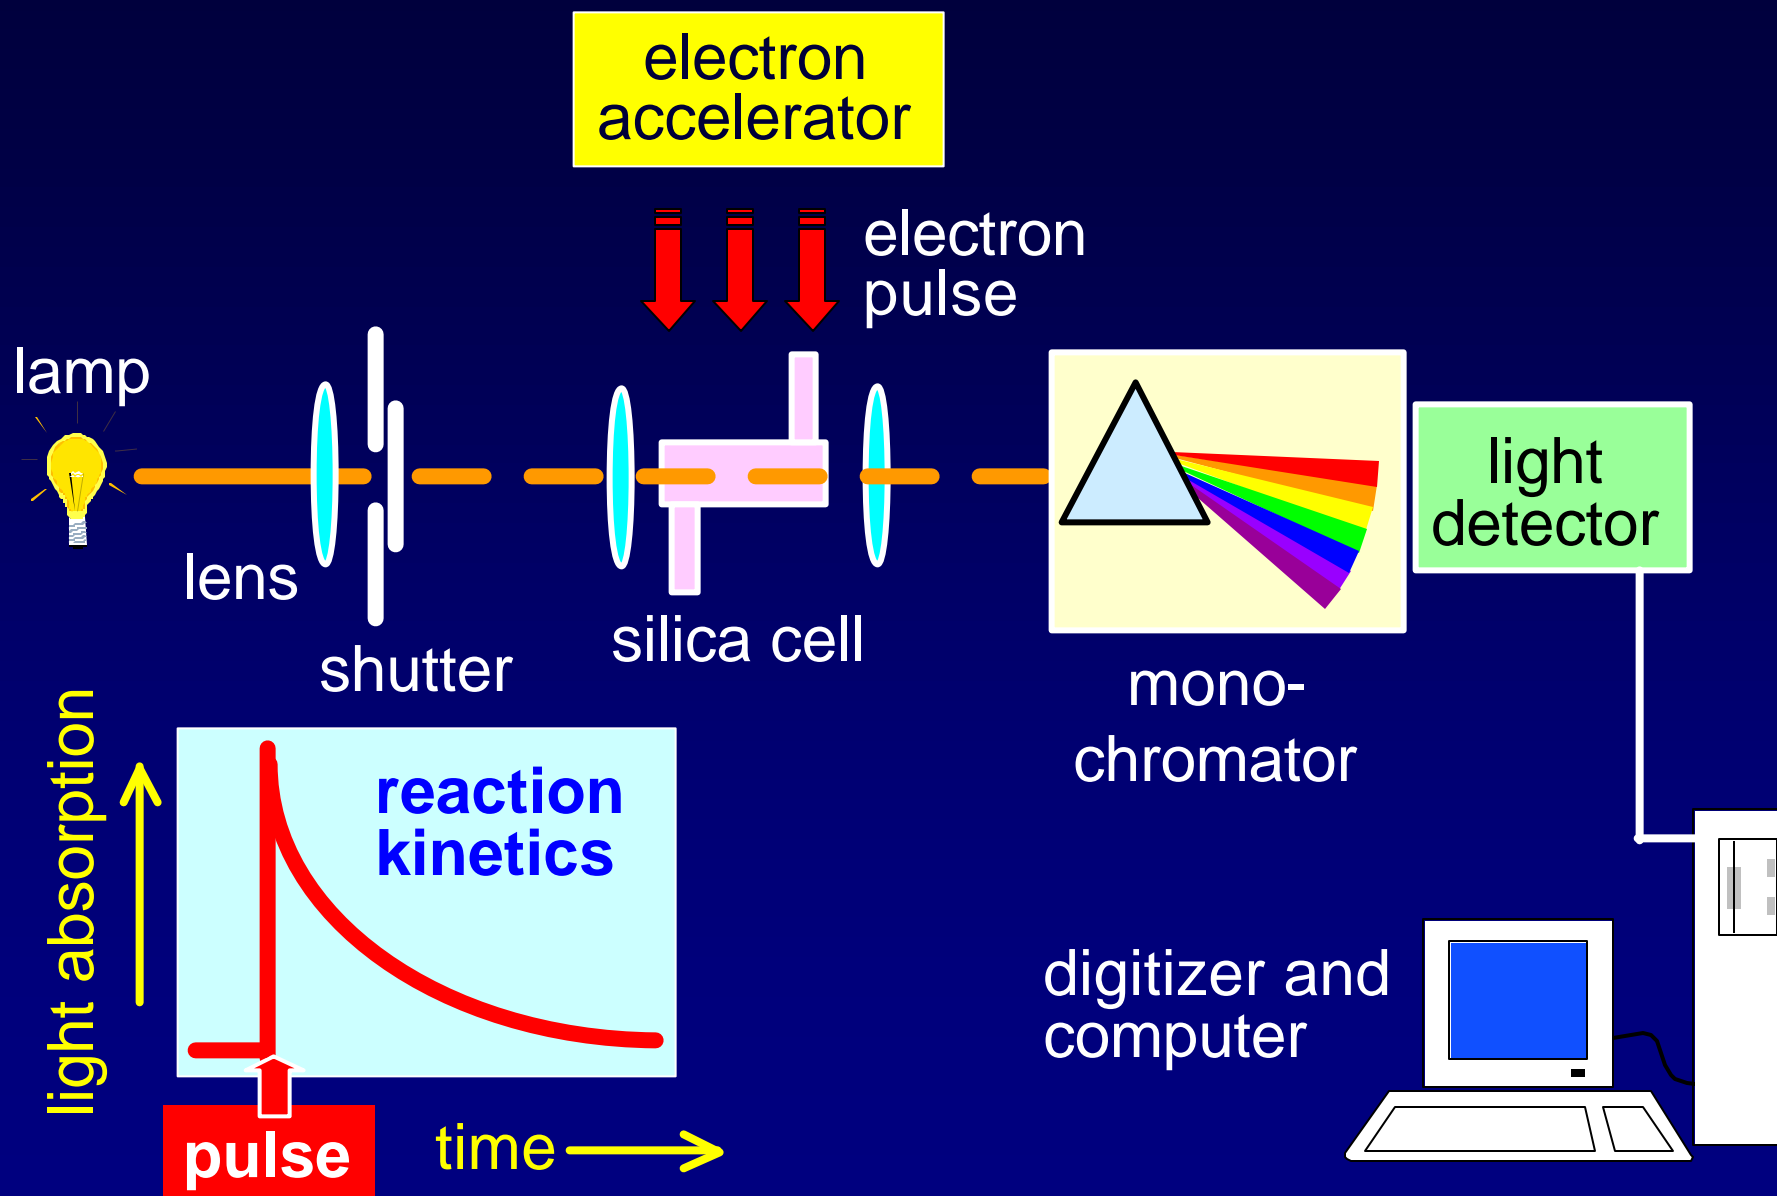 electron
accelerator
electron
pulse
lamp
lens
shutter
silica cell
mono-
chromator
light
detector
light absorption
reaction
kinetics
pulse
time
digitizer and
computer